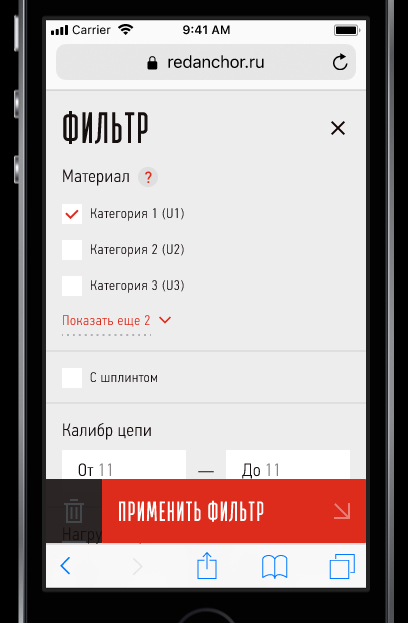 Carrier 9:41 AM
redanchor.ru
ФИЛЬТР
Материал ?
Категория 1 (U1)
Категория 2 (U2)
Категория 3 (U3)
Показать еще 2
С шплинтом
Калибр цепи
От 11 — До 11
ПРИМЕНИТЬ ФИЛЬТР